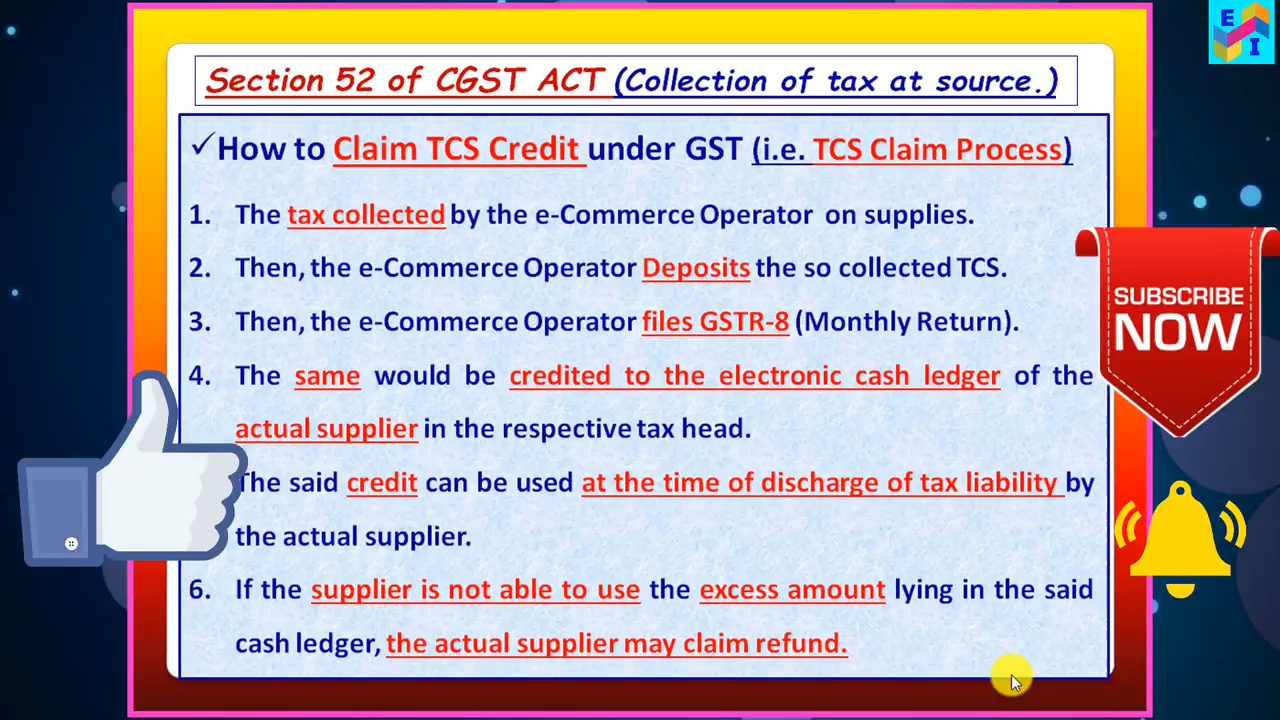 E
I
Section 52 of CGST ACT (Collection of tax at source.)
✓How to Claim TCS Credit under GST (i.e. TCS Claim Process)
1. The tax collected by the e-Commerce Operator on supplies.
2. Then, the e-Commerce Operator Deposits the so collected TCS.
3. Then, the e-Commerce Operator files GSTR-8 (Monthly Return).
4. The same would be credited to the electronic cash ledger of the
actual supplier in the respective tax head.
The said credit can be used at the time of discharge of tax liability by
the actual supplier.
6. If the supplier is not able to use the excess amount lying in the said
cash ledger, the actual supplier may claim refund.
SUBSCRIBE
NOW